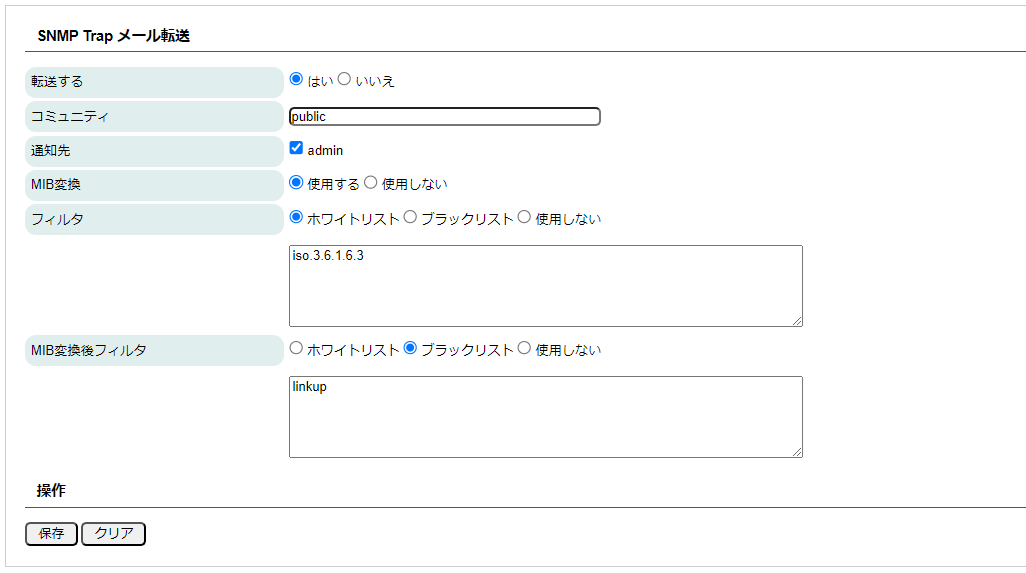 SNMP Trap メール転送
転送する はい いいえ
コミュニティ public
通知先 admin
MIB変換 使用する 使用しない
フィルタ ホワイトリスト ブラックリスト 使用しない
iso.3.6.1.6.3
MIB変換後フィルタ ホワイトリスト ブラックリスト 使用しない
linkup
操作
保存 クリア